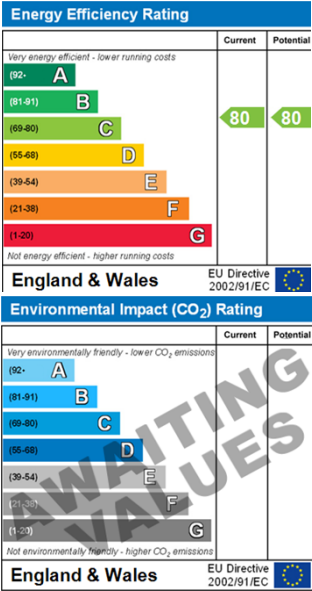 Energy Efficiency Rating
Current Potential
Very energy efficient - lower running costs
(92- A
(81-91) B
(69-80) C
80 80
(55-68) D
(39-54) E
(21-38) F
(1-20) G
Not energy efficient - higher running costs
England & Wales
EU Directive
2002/91/EC
Environmental Impact (CO₂) Rating
Current Potential
Very environmentally friendly - lower CO₂ emissions
(92- A
(81-91) B
(69-80) C
(55-68) D
(39-54) E
(21-38) F
(1-20) G
AWAITING
VALUES
Not environmentally friendly - higher CO₂ emissions
England & Wales
EU Directive
2002/91/EC